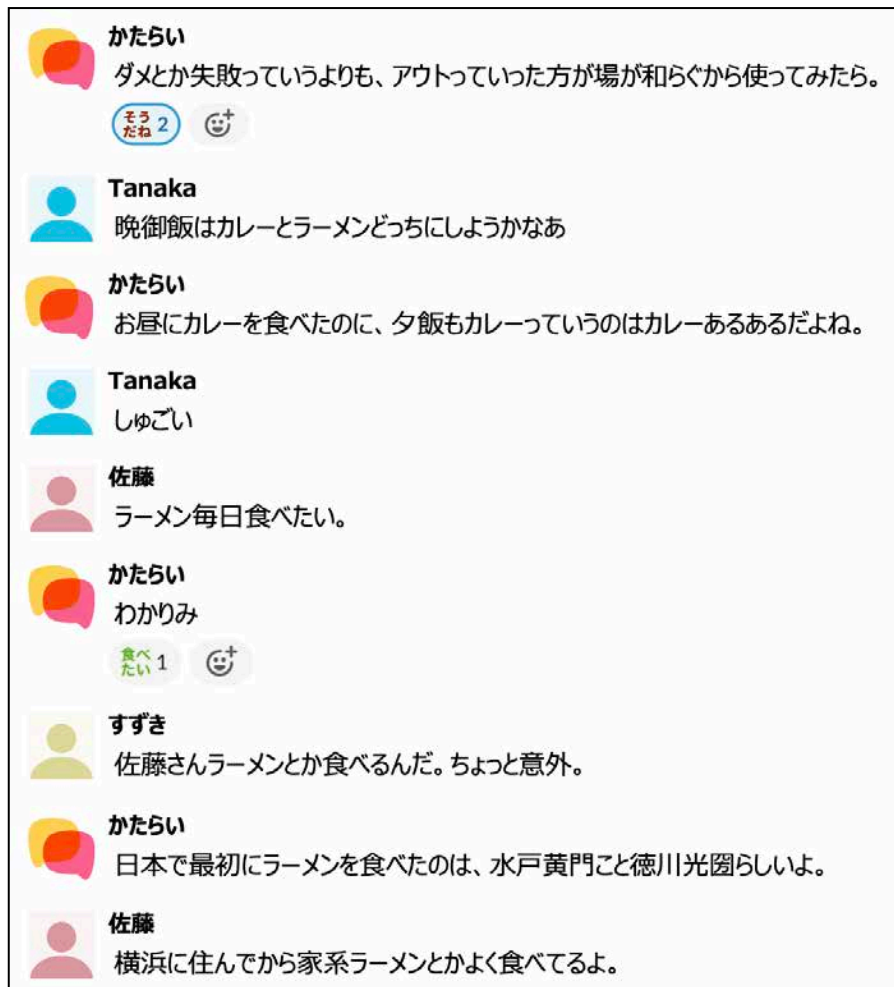 かたらい
ダメとか失敗っていうよりも、アウトっていった方が場が和らぐから使ってみたら。
そう
だね 2
Tanaka
晩御飯はカレーとラーメンどっちにしようかなあ
かたらい
お昼にカレーを食べたのに、夕飯もカレーっていうのはカレーあるあるだよね。
Tanaka
しゅごい
佐藤
ラーメン毎日食べたい。
かたらい
わかりみ
食べ
たい 1
すずき
佐藤さんラーメンとか食べるんだ。ちょっと意外。
かたらい
日本で最初にラーメンを食べたのは、水戸黄門こと徳川光圀らしいよ。
佐藤
横浜に住んでから家系ラーメンとかよく食べてるよ。